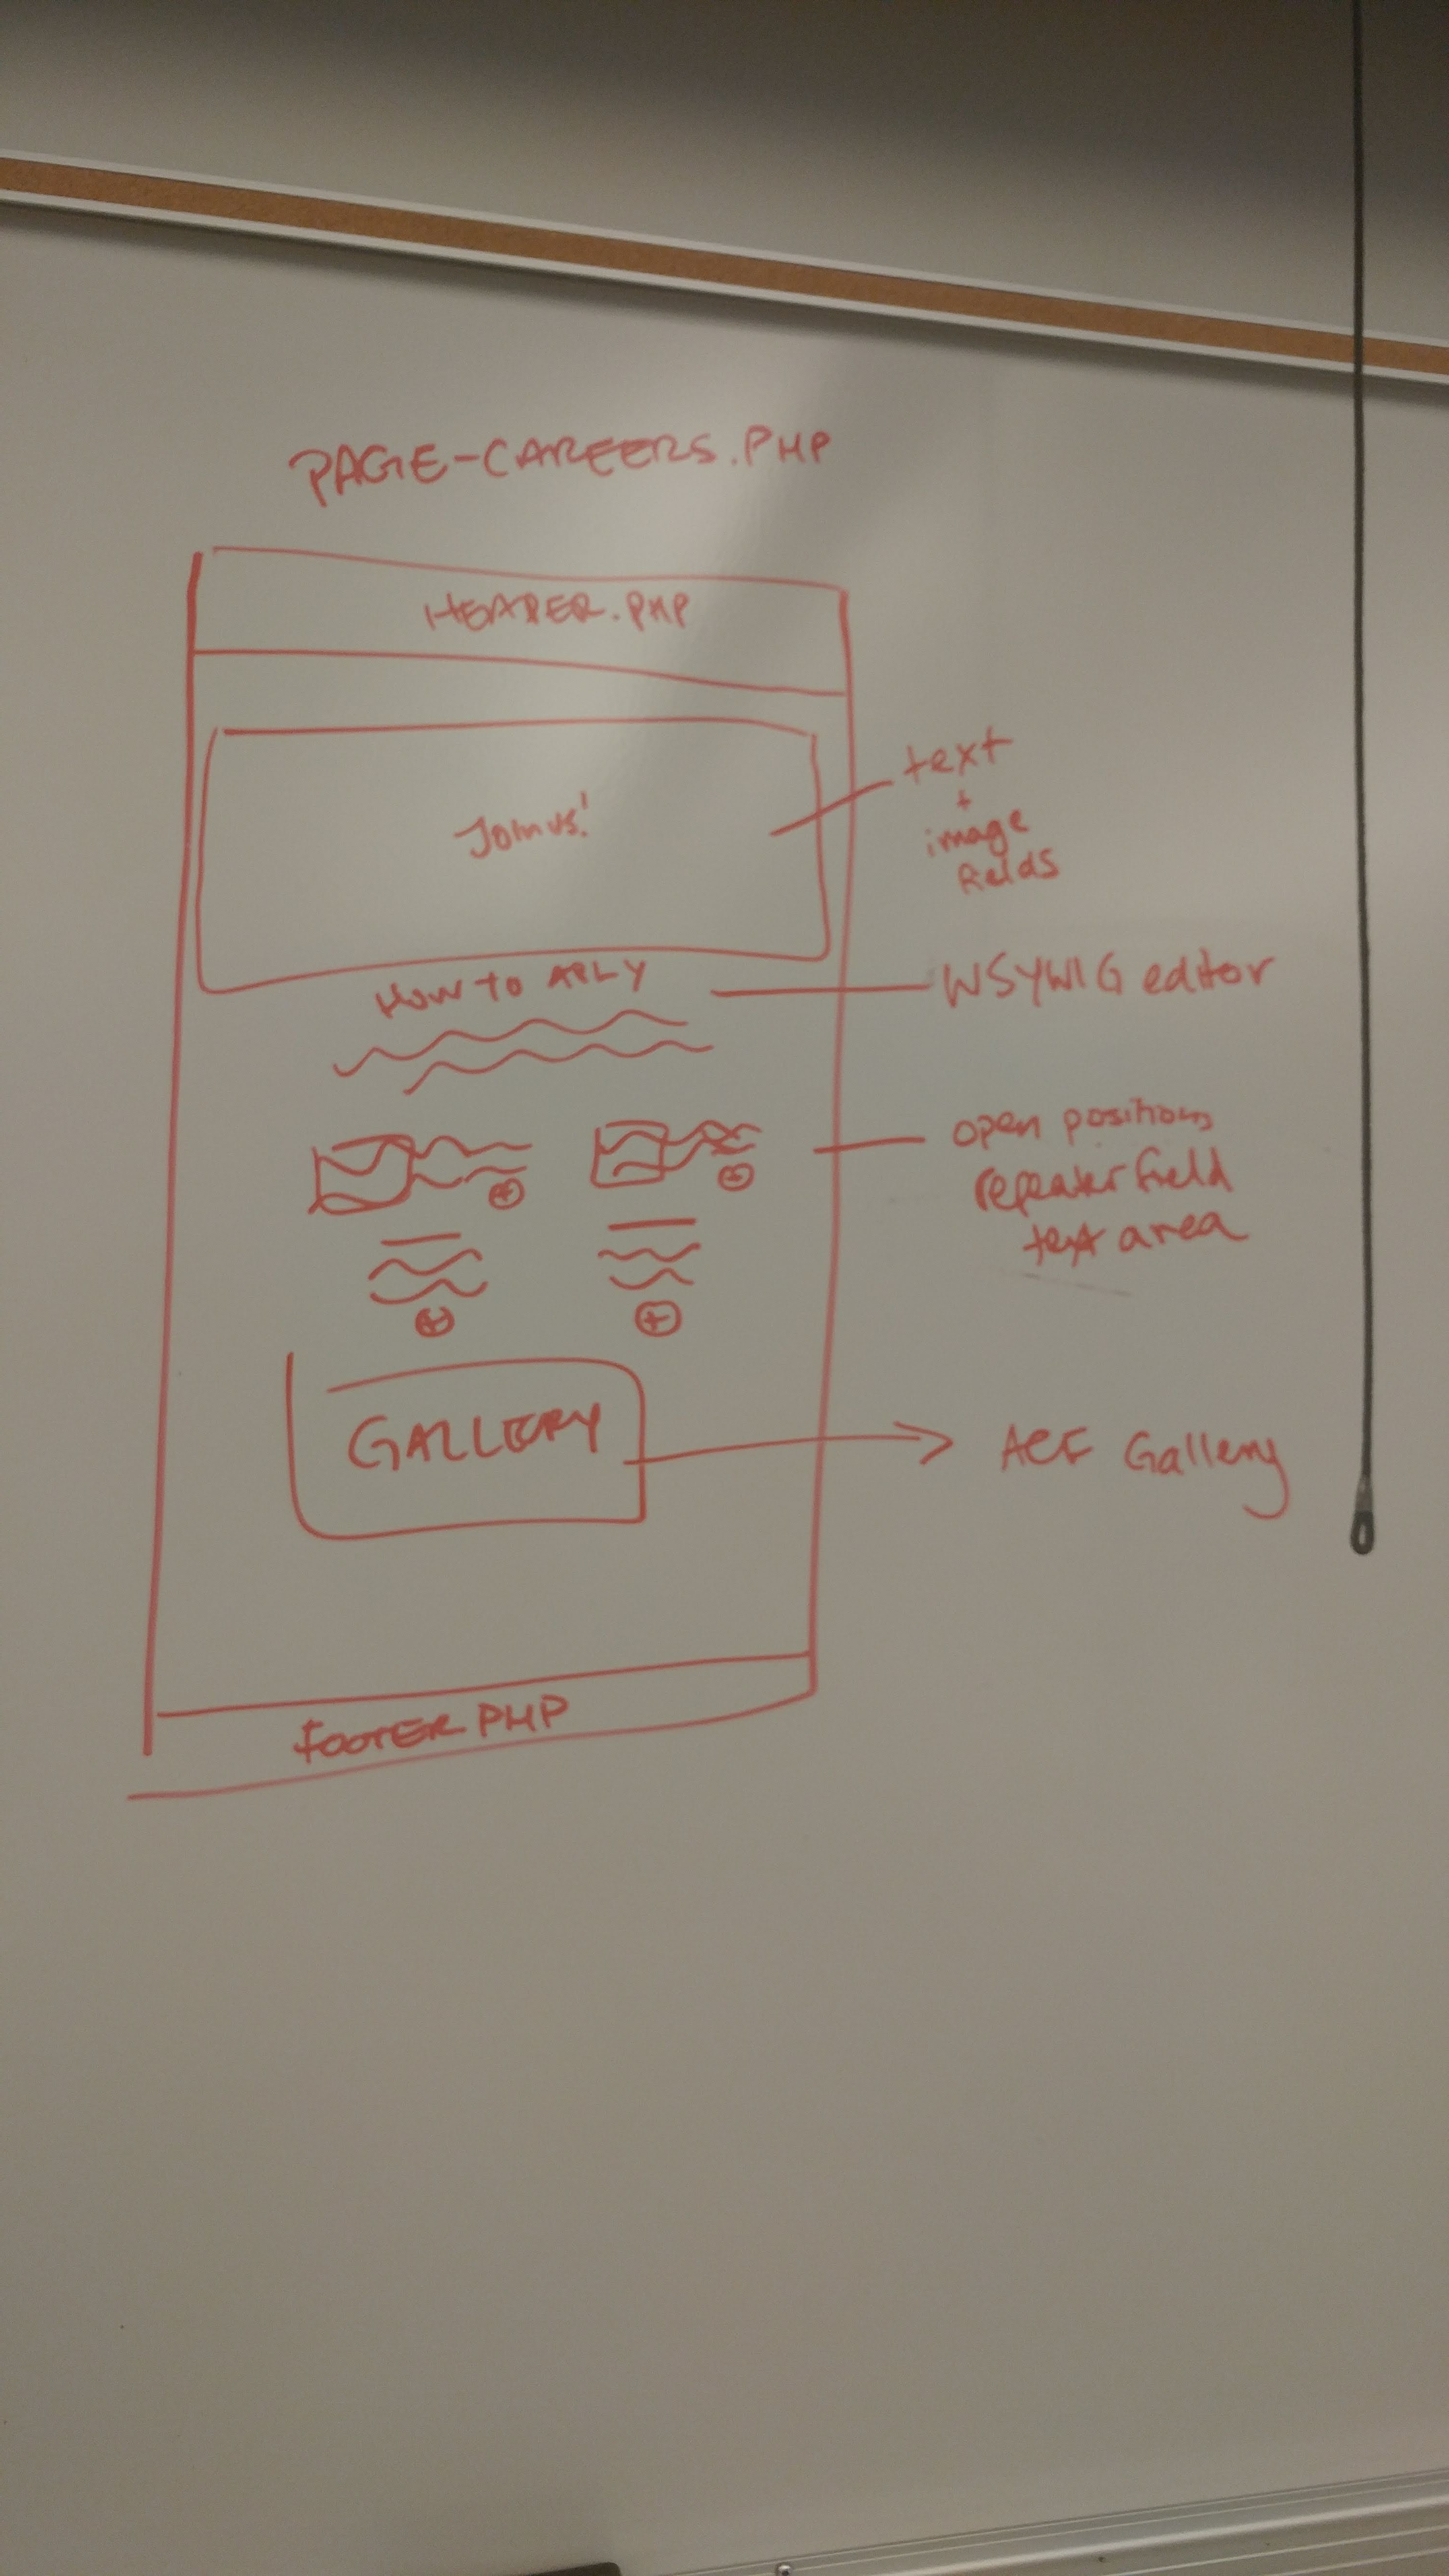 PAGE-CAREERS.PHP
HEADER.PHP
Join us!
text
+
image
fields
HOW TO APLY
WSYWIG editor
open positions
repeater field
text area
GALLERY
ACF Gallery
FOOTER PHP